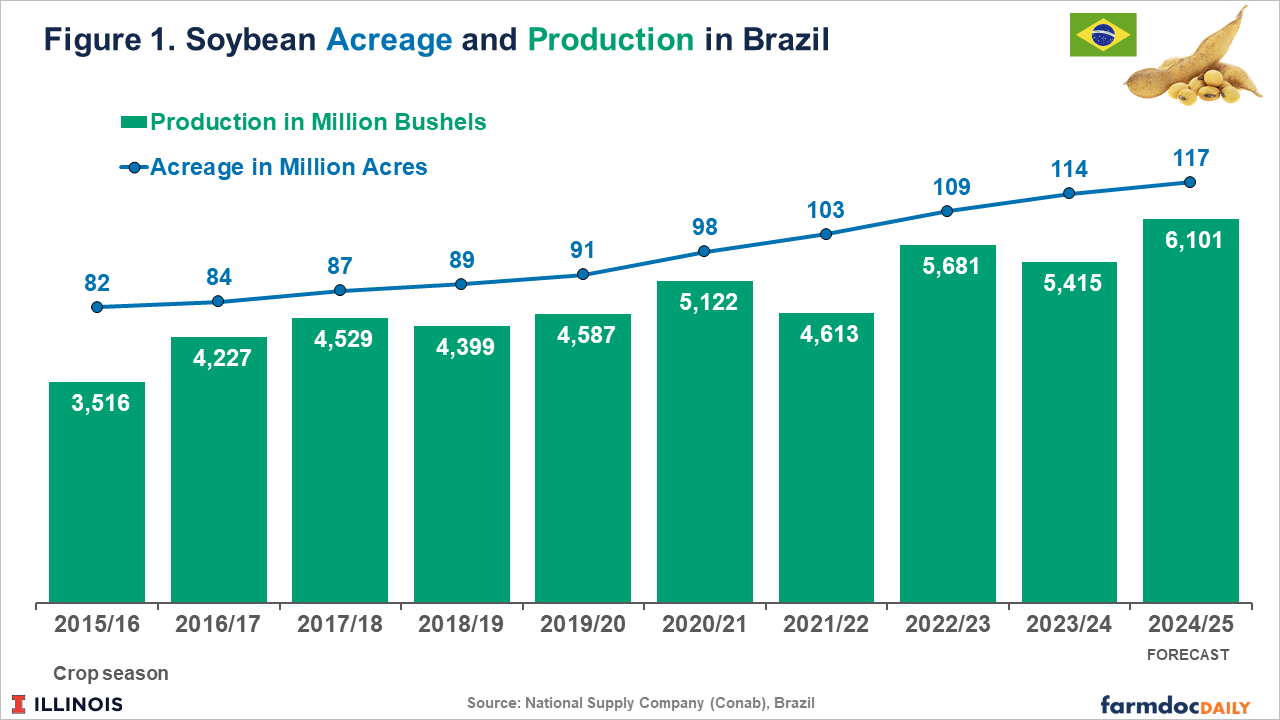 Figure 1. Soybean Acreage and Production in Brazil
Production in Million Bushels
Acreage in Million Acres
82 84 87 89 91 98 103 109 114 117
3,516 4,227 4,529 4,399 4,587 5,122 4,613 5,681 5,415 6,101
2015/16 2016/17 2017/18 2018/19 2019/20 2020/21 2021/22 2022/23 2023/24 2024/25
FORECAST
Crop season
ILLINOIS
Source: National Supply Company (Conab), Brazil
farmdocDAILY